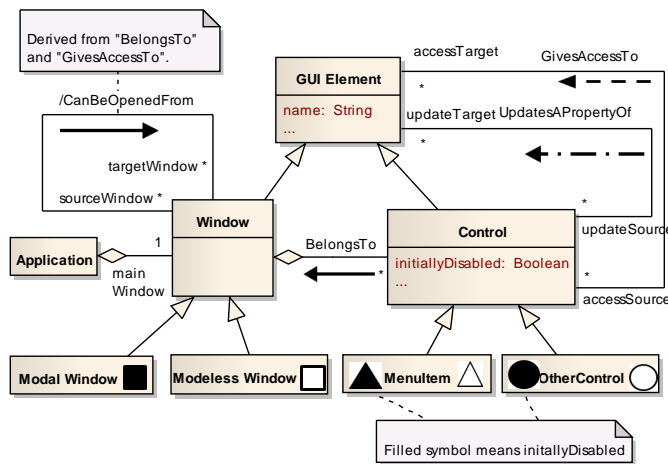 Derived from "BelongsTo"
and "GivesAccessTo".
GUI Element
name: String
...
accessTarget
GivesAccessTo
*
/CanBeOpenedFrom
updateTarget
UpdatesAPropertyOf
*
targetWindow *
sourceWindow *
*
updateSource
Window
Control
initiallyDisabled: Boolean
...
Application
1
main
Window
BelongsTo
*
*
accessSource
Modal Window
Modeless Window
MenuItem
OtherControl
Filled symbol means initallyDisabled